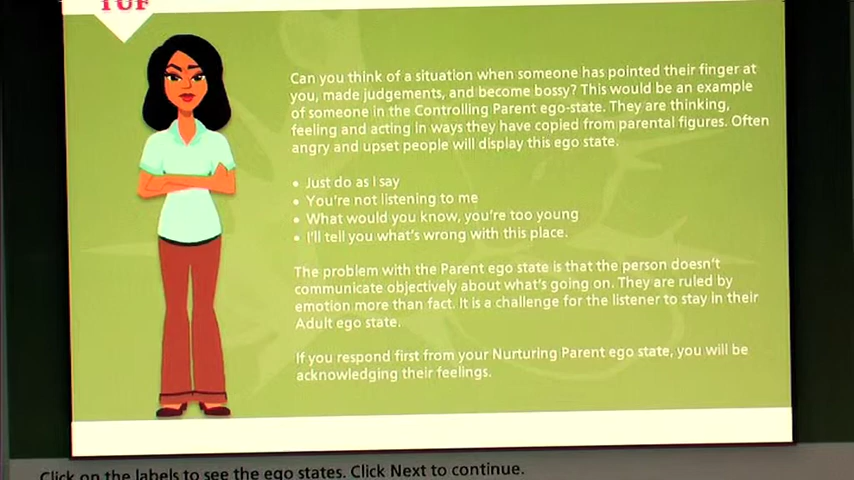 TUF
Can you think of a situation when someone has pointed their finger at
you, made judgements, and become bossy? This would be an example
of someone in the Controlling Parent ego-state. They are thinking,
feeling and acting in ways they have copied from parental figures. Often
angry and upset people will display this ego state.
• Just do as I say
• You're not listening to me
• What would you know, you're too young
• I'll tell you what's wrong with this place.
The problem with the Parent ego state is that the person doesn't
communicate objectively about what's going on. They are ruled by
emotion more than fact. It is a challenge for the listener to stay in their
Adult ego state.
If you respond first from your Nurturing Parent ego state, you will be
acknowledging their feelings.
Click on the labels to see the ego states. Click Next to continue.